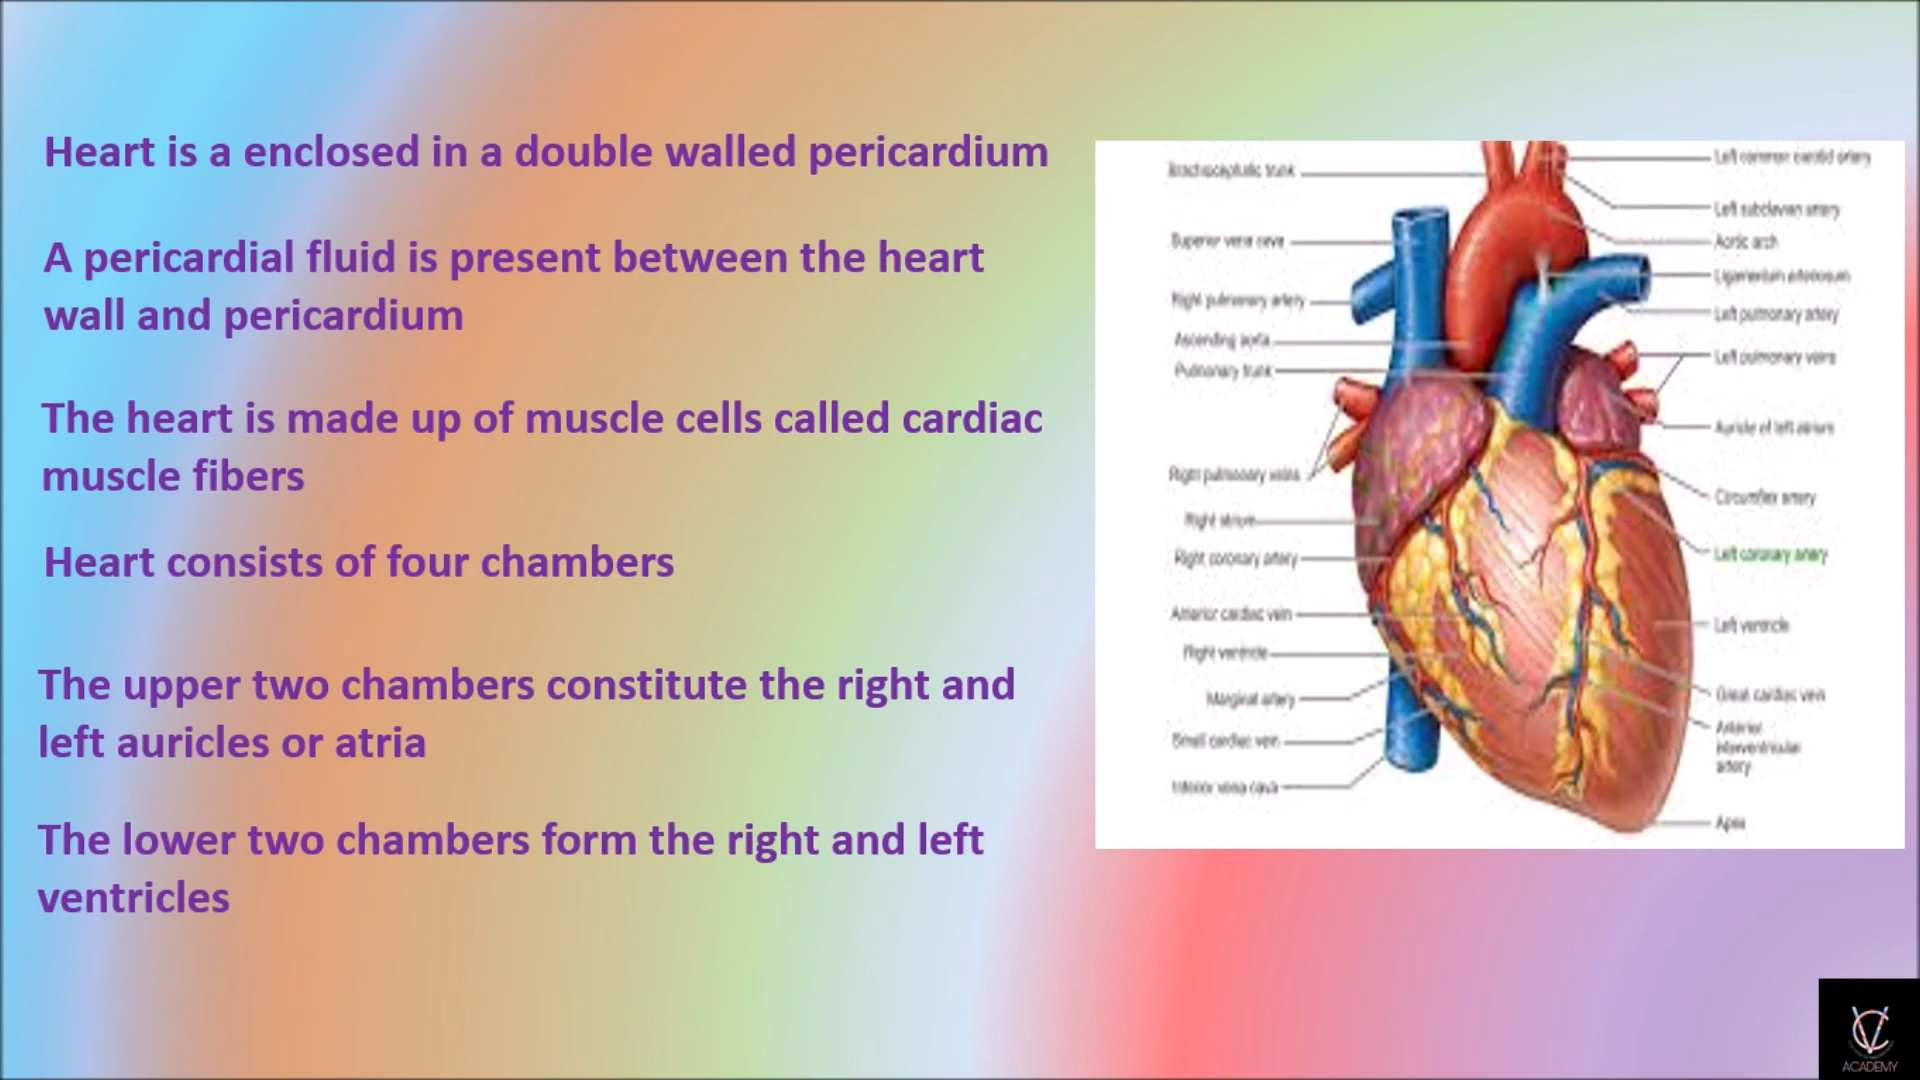 Heart is a enclosed in a double walled pericardium
A pericardial fluid is present between the heart
wall and pericardium
The heart is made up of muscle cells called cardiac
muscle fibers
Heart consists of four chambers
The upper two chambers constitute the right and
left auricles or atria
The lower two chambers form the right and left
ventricles
Brachiocephalic trunk
Superior vena cava
Right pulmonary artery
Ascending aorta
Pulmonary trunk
Right pulmonary veins
Right atrium
Right coronary artery
Anterior cardiac vein
Right ventricle
Marginal artery
Small cardiac vein
Inferior vena cava
Left common carotid artery
Left subclavian artery
Aortic arch
Ligamentum arteriosum
Left pulmonary artery
Left pulmonary veins
Auricle of left atrium
Circumflex artery
Left coronary artery
Left ventricle
Great cardiac vein
Anterior
interventricular
artery
Apex
ACADEMY